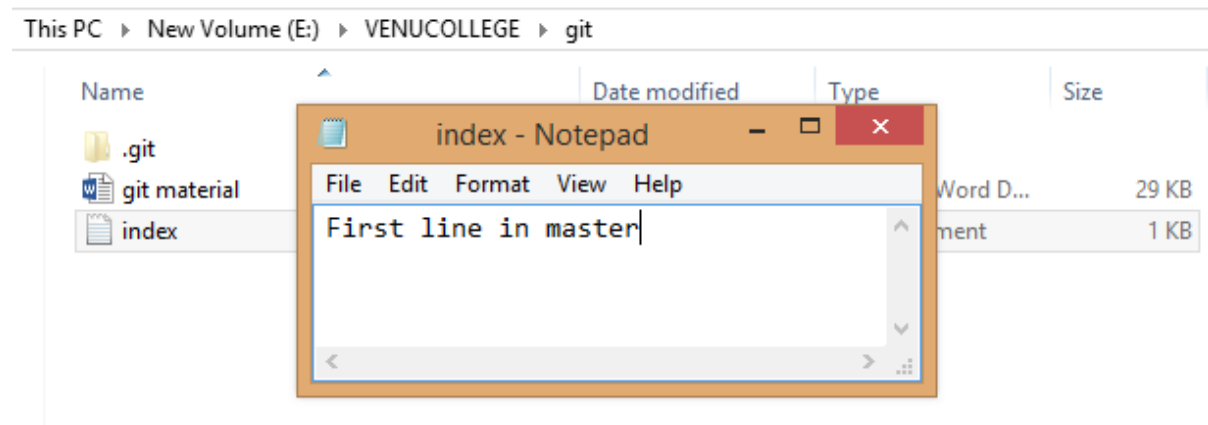 This PC ▸ New Volume (E:) ▸ VENUCOLLEGE ▸ git
Name Date modified Type Size
index - Notepad
File Edit Format View Help
First line in master
.git
git material Word D... 29 KB
index ment 1 KB